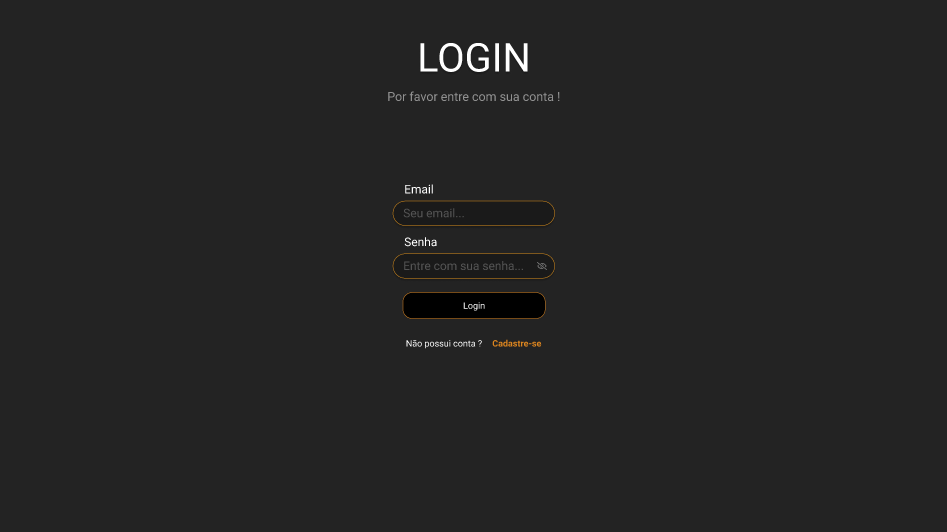 LOGIN
Por favor entre com sua conta !
Email
Seu email...
Senha
Entre com sua senha...
Login
Não possui conta ? Cadastre-se